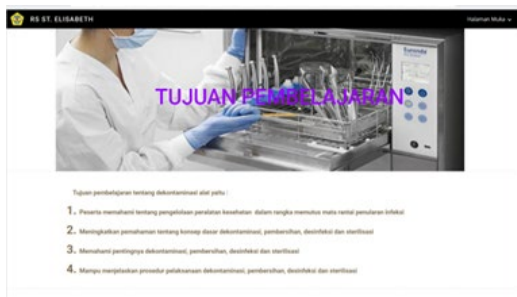 RS ST. ELISABETH
Halaman Muka
TUJUAN PEMBELAJARAN
Tujuan pembelajaran tentang dekontaminasi alat yaitu :
1. Peserta memahami tentang pengelolaan peralatan kesehatan dalam rangka memutus mata rantai penularan infeksi
2. Meningkatkan pemahaman tentang konsep dasar dekontaminasi, pembersihan, desinfeksi dan sterilisasi
3. Memahami pentingnya dekontaminasi, pembersihan, desinfeksi dan sterilisasi
4. Mampu menjelaskan prosedur pelaksanaan dekontaminasi, pembersihan, desinfeksi dan sterilisasi